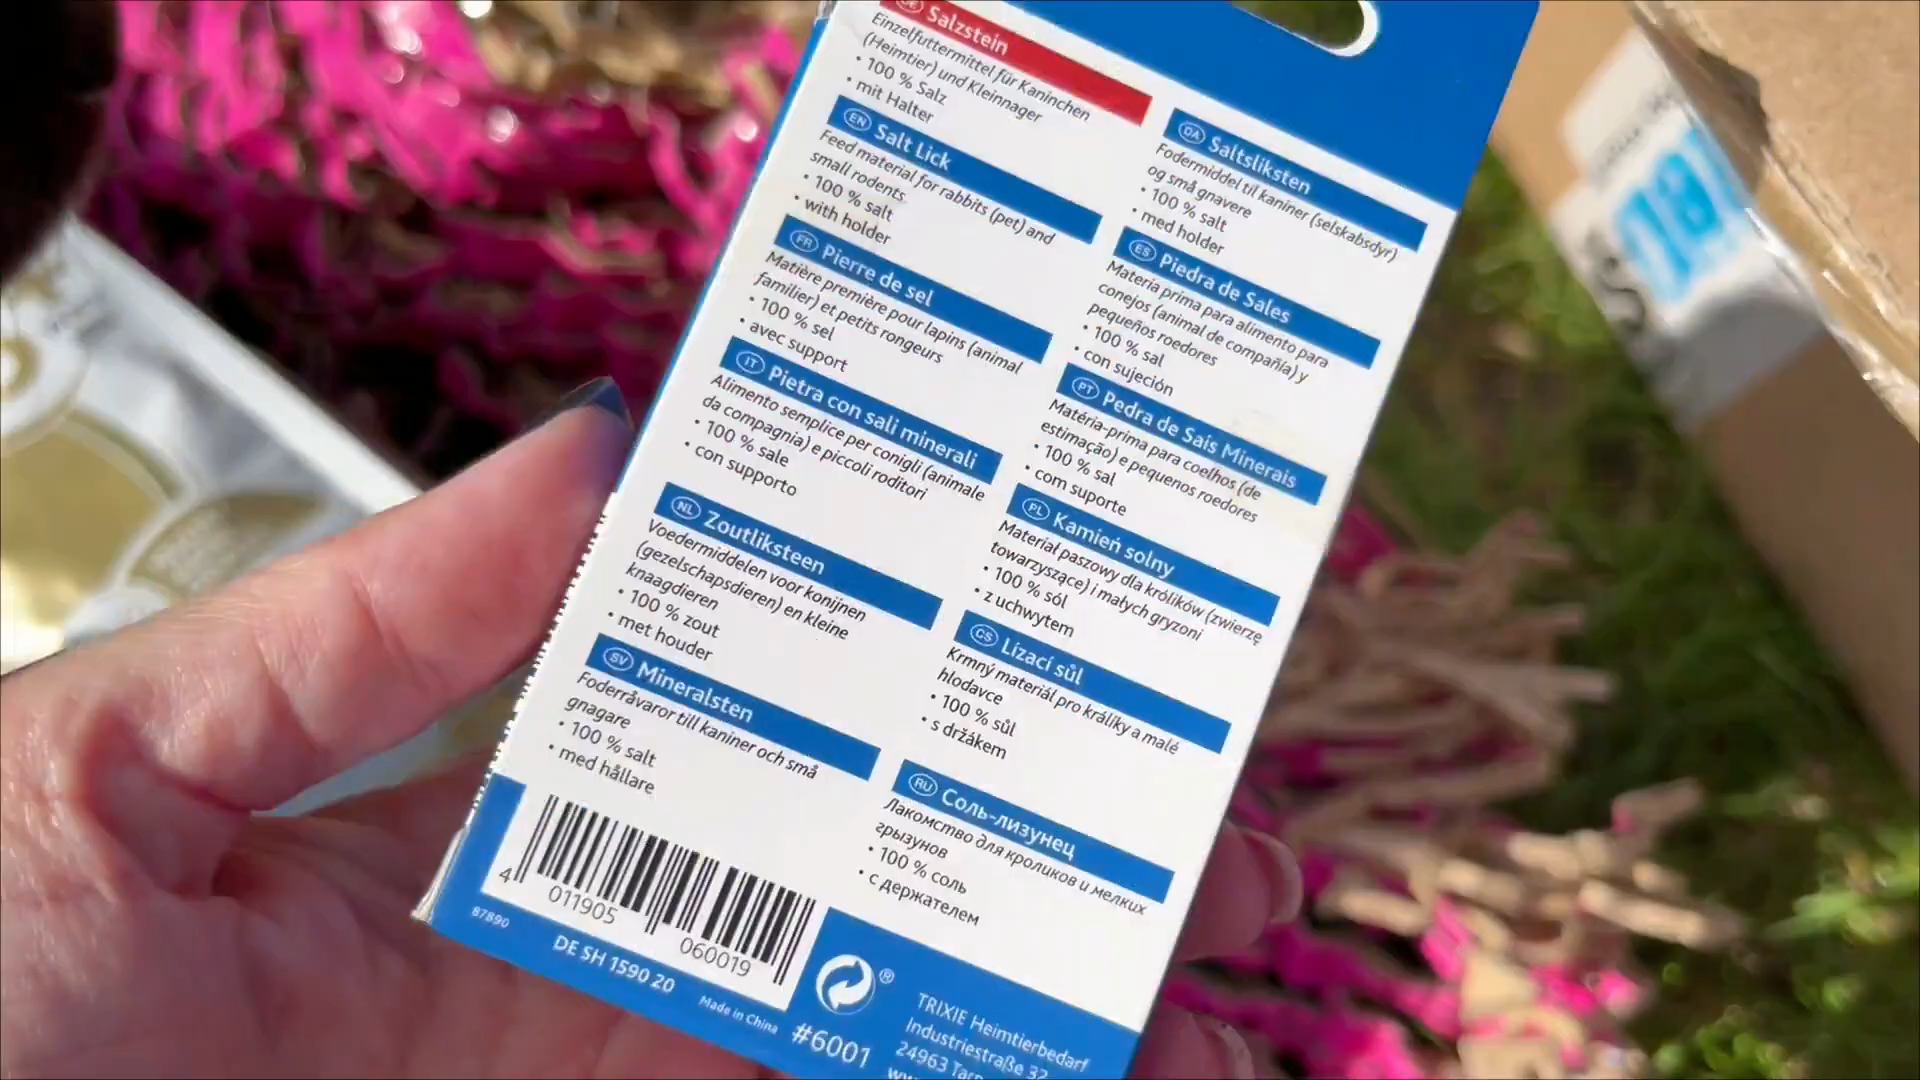 DE Salzstein
Einzelfuttermittel für Kaninchen
(Heimtier) und Kleinnager
• 100 % Salz
• mit Halter
EN Salt Lick
Feed material for rabbits (pet) and
small rodents
• 100 % salt
• with holder
FR Pierre de sel
Matière première pour lapins (animal
familier) et petits rongeurs
• 100 % sel
• avec support
IT Pietra con sali minerali
Alimento semplice per conigli (animale
da compagnia) e piccoli roditori
• 100 % sale
• con supporto
NL Zoutliksteen
Voedermiddelen voor konijnen
(gezelschapsdieren) en kleine
knaagdieren
• 100 % zout
• met houder
SV Mineralsten
Foderråvaror till kaniner och små
gnagare
• 100 % salt
• med hållare
DA Saltsliksten
Fodermiddel til kaniner (selskabsdyr)
og små gnavere
• 100 % salt
• med holder
ES Piedra de Sales
Materia prima para alimento para
conejos (animal de compañía) y
pequeños roedores
• 100 % sal
• con sujeción
PT Pedra de Sais Minerais
Matéria-prima para coelhos (de
estimação) e pequenos roedores
• 100 % sal
• com suporte
PL Kamień solny
Materiał paszowy dla królików (zwierzę
towarzyszące) i małych gryzoni
• 100 % sól
• z uchwytem
CS Lízací sůl
Krmný materiál pro králíky a malé
hlodavce
• 100 % sůl
• s držákem
RU Соль-лизунец
Лакомство для кроликов и мелких
грызунов
• 100 % соль
• с держателем
4 011905 060019
87890
DE SH 1590 20
Made in China
®
#6001
TRIXIE Heimtierbedarf
Industriestraße 32
24963